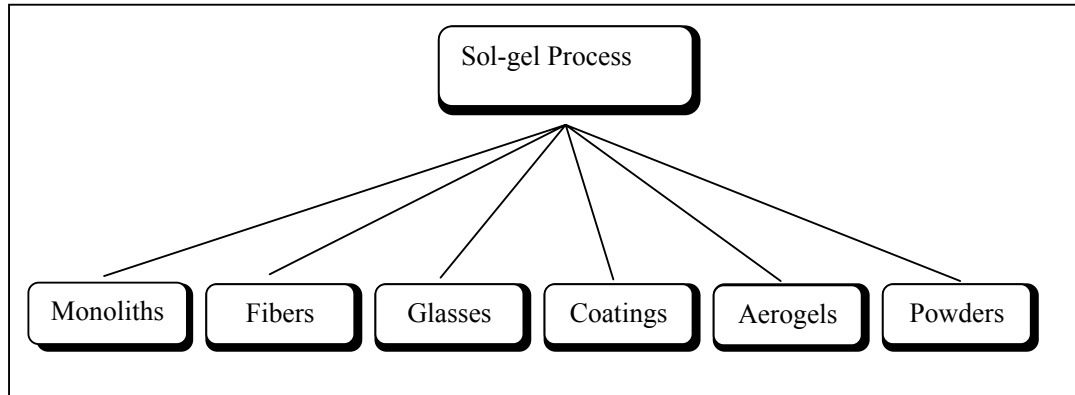 Sol-gel Process
Monoliths
Fibers
Glasses
Coatings
Aerogels
Powders